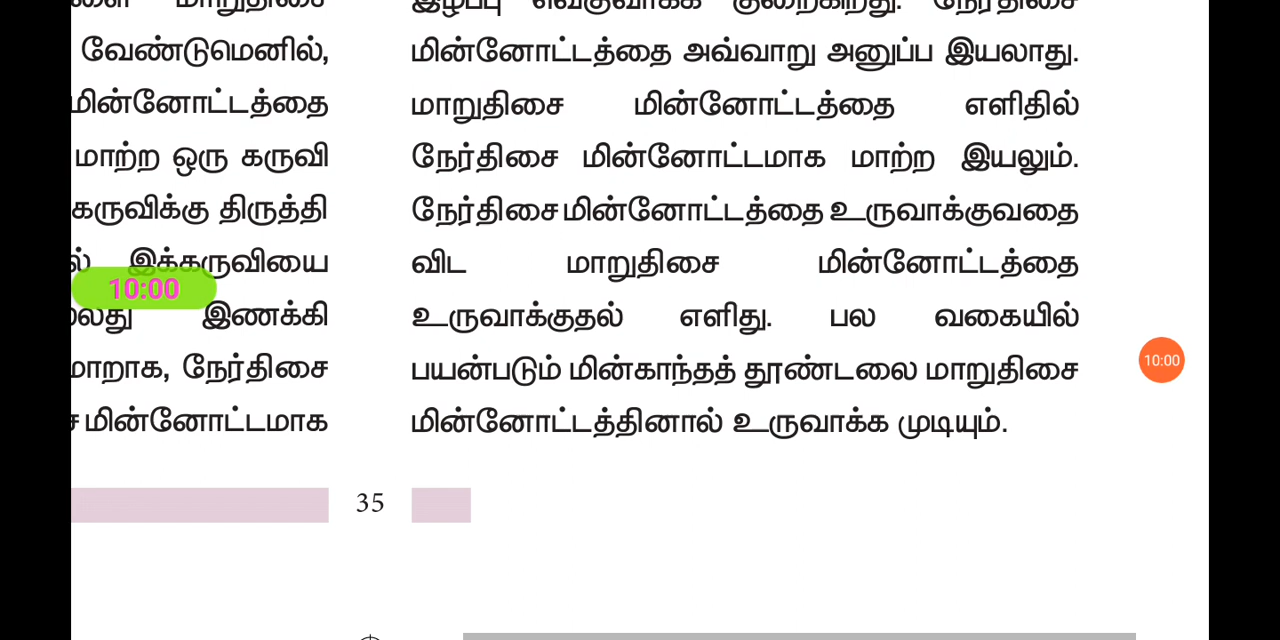 வேண்டுமெனில்,
மின்னோட்டத்தை
மாற்ற ஒரு கருவி
கருவிக்கு திருத்தி
இக்கருவியை
10:00
இணக்கி
நேர்திசை
மின்னோட்டமாக
மின்னோட்டத்தை அவ்வாறு அனுப்ப இயலாது.
மாறுதிசை மின்னோட்டத்தை எளிதில்
நேர்திசை மின்னோட்டமாக மாற்ற இயலும்.
நேர்திசை மின்னோட்டத்தை உருவாக்குவதை
விட மாறுதிசை மின்னோட்டத்தை
உருவாக்குதல் எளிது. பல வகையில்
பயன்படும் மின்காந்தத் தூண்டலை மாறுதிசை
மின்னோட்டத்தினால் உருவாக்க முடியும்.
10:00
35